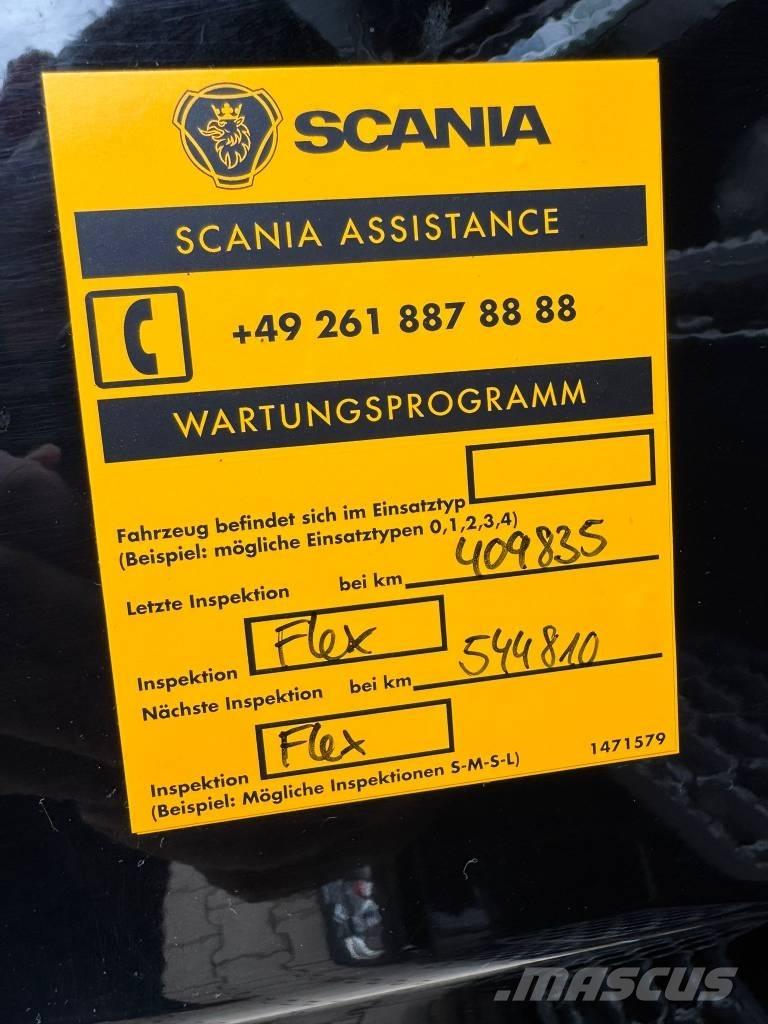 SCANIA
SCANIA ASSISTANCE
+49 261 887 88 88
WARTUNGSPROGRAMM
Fahrzeug befindet sich im Einsatztyp
(Beispiel: mögliche Einsatztypen 0,1,2,3,4)
Letzte Inspektion bei km 409835
Inspektion Flex
Nächste Inspektion bei km 544810
Inspektion Flex
(Beispiel: Mögliche Inspektionen S-M-S-L)
1471579
mascus